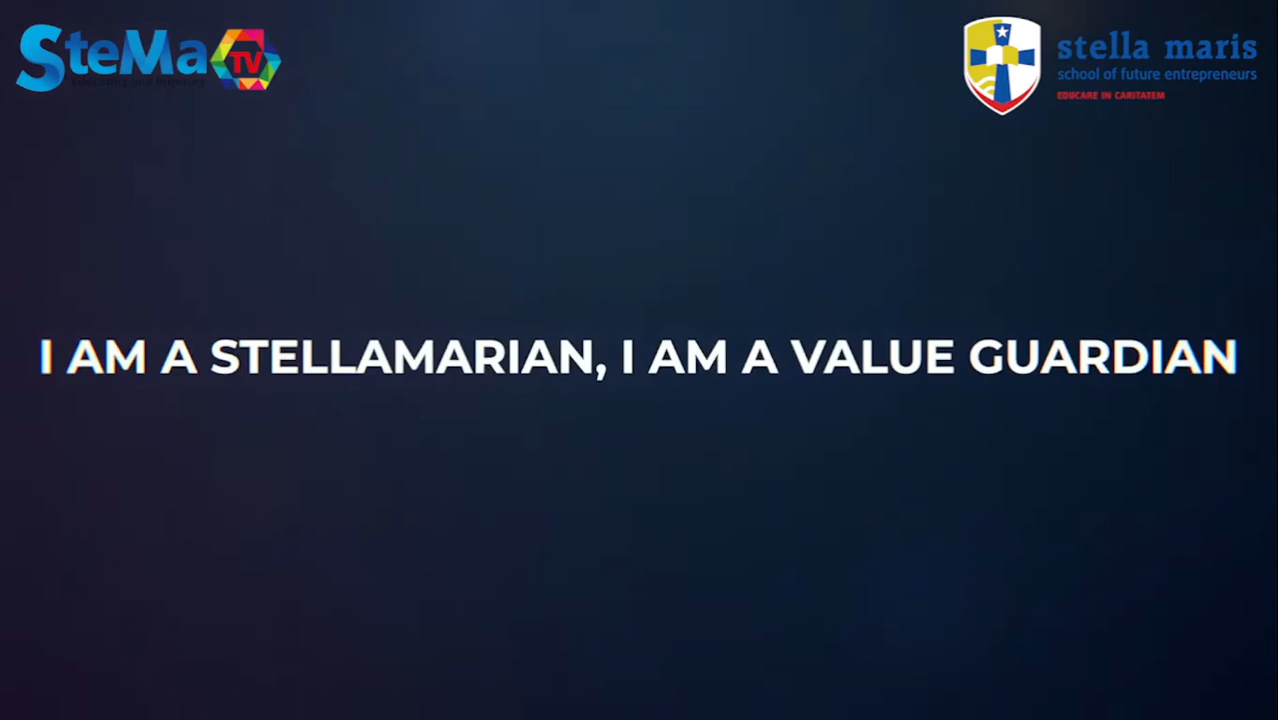 SteMa TV
stella maris
school of future entrepreneurs
EDUCARE IN CARITATEM
I AM A STELLAMARIAN, I AM A VALUE GUARDIAN